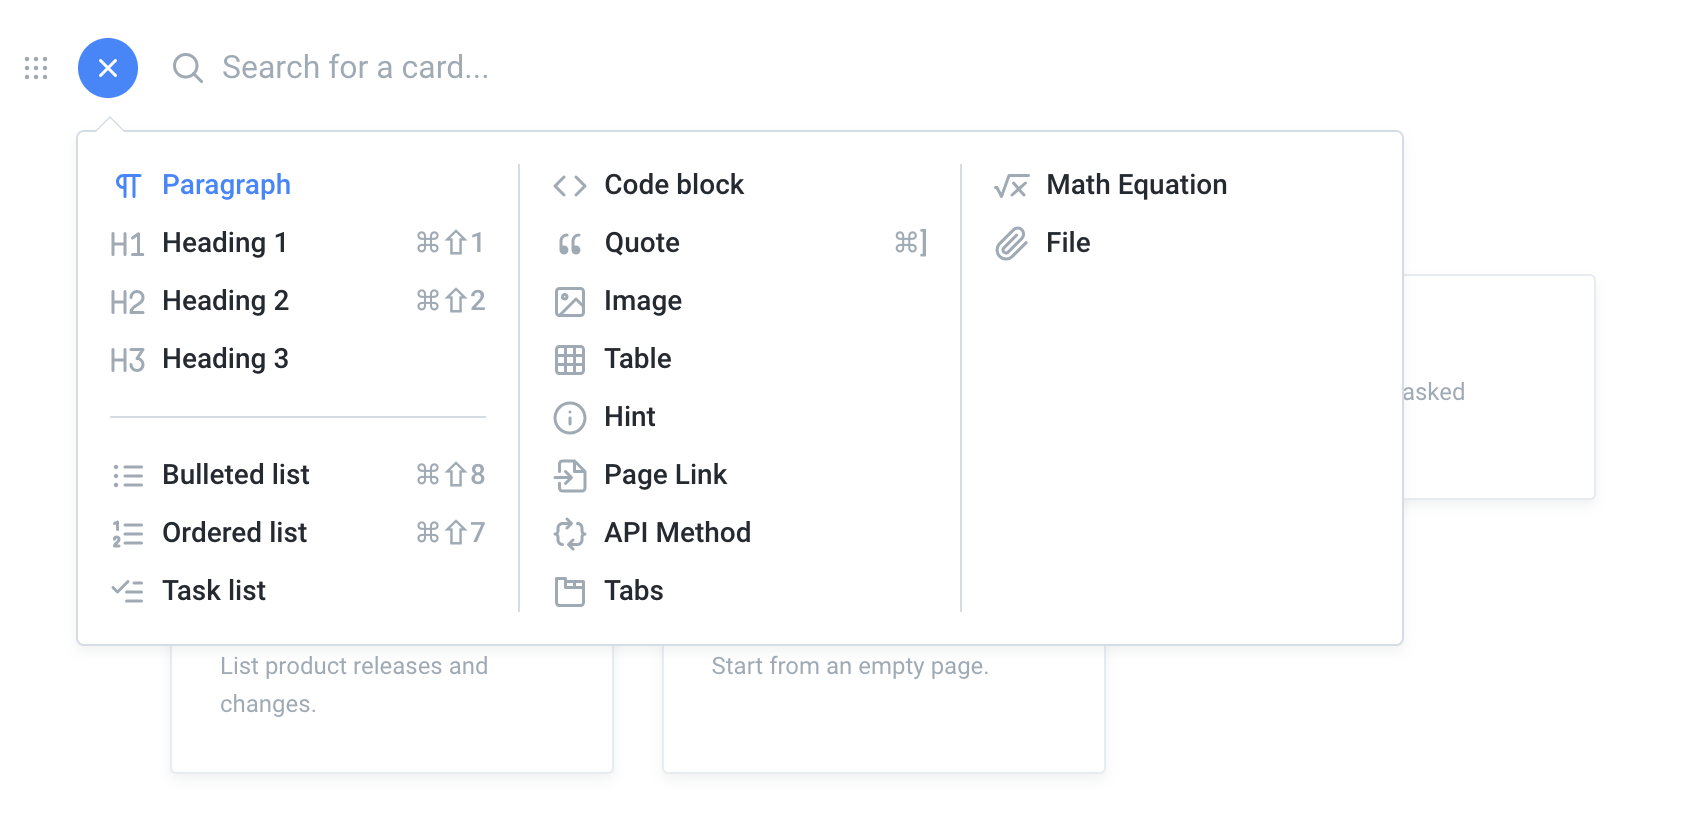 Search for a card...
Paragraph
H1 Heading 1 ⌘⇧1
H2 Heading 2 ⌘⇧2
H3 Heading 3
Bulleted list ⌘⇧8
Ordered list ⌘⇧7
Task list
Code block
Quote ⌘]
Image
Table
Hint
Page Link
API Method
Tabs
Math Equation
File
asked
List product releases and
changes.
Start from an empty page.